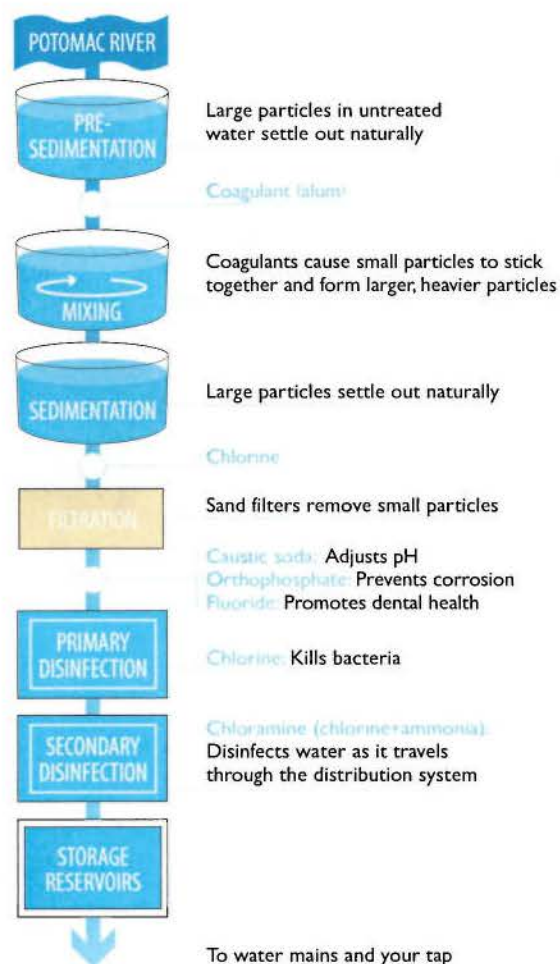 POTOMAC RIVER
PRE-
SEDIMENTATION
Large particles in untreated
water settle out naturally
Coagulant (alum)
MIXING
Coagulants cause small particles to stick
together and form larger, heavier particles
SEDIMENTATION
Large particles settle out naturally
Chlorine
FILTRATION
Sand filters remove small particles
Caustic soda: Adjusts pH
Orthophosphate: Prevents corrosion
Fluoride: Promotes dental health
PRIMARY
DISINFECTION
Chlorine: Kills bacteria
SECONDARY
DISINFECTION
Chloramine (chlorine+ammonia):
Disinfects water as it travels
through the distribution system
STORAGE
RESERVOIRS
To water mains and your tap